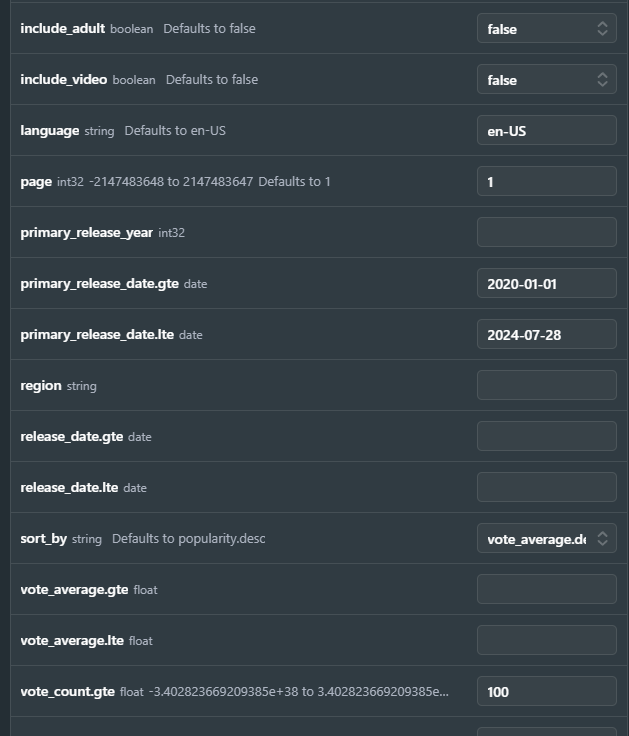 include_adult boolean Defaults to false false
include_video boolean Defaults to false false
language string Defaults to en-US en-US
page int32 -2147483648 to 2147483647 Defaults to 1 1
primary_release_year int32
primary_release_date.gte date 2020-01-01
primary_release_date.lte date 2024-07-28
region string
release_date.gte date
release_date.lte date
sort_by string Defaults to popularity.desc vote_average.de
vote_average.gte float
vote_average.lte float
vote_count.gte float -3.402823669209385e+38 to 3.402823669209385e... 100